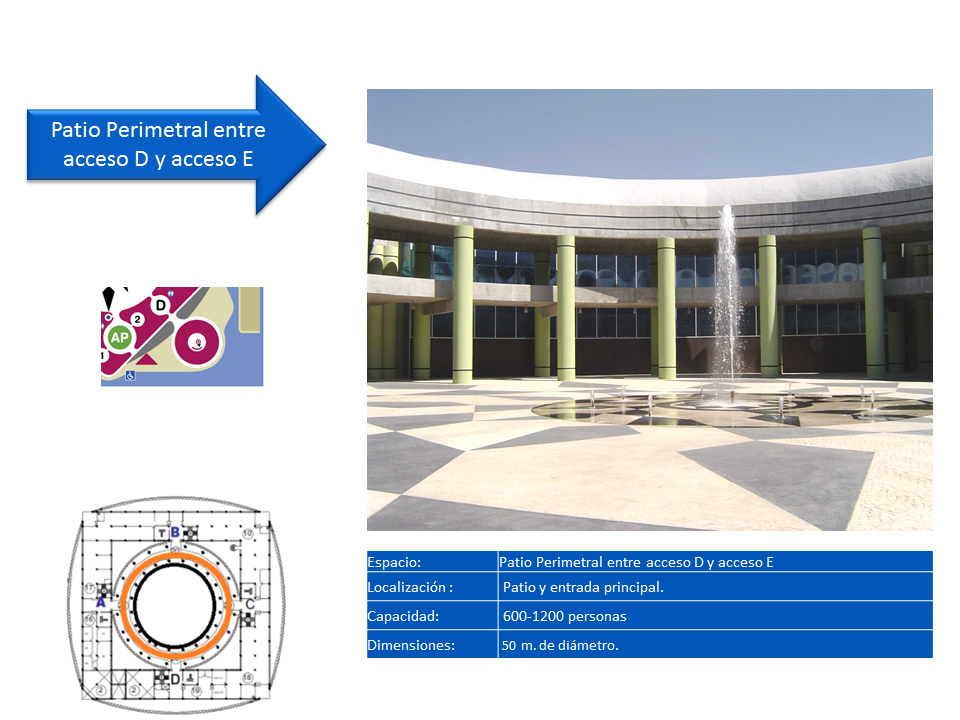 Patio Perimetral entre
acceso D y acceso E
D
2
AP
1
T B
10
17
A
C
16
D
2 2
19
18
Espacio: Patio Perimetral entre acceso D y acceso E
Localización : Patio y entrada principal.
Capacidad: 600-1200 personas
Dimensiones: 50 m. de diámetro.